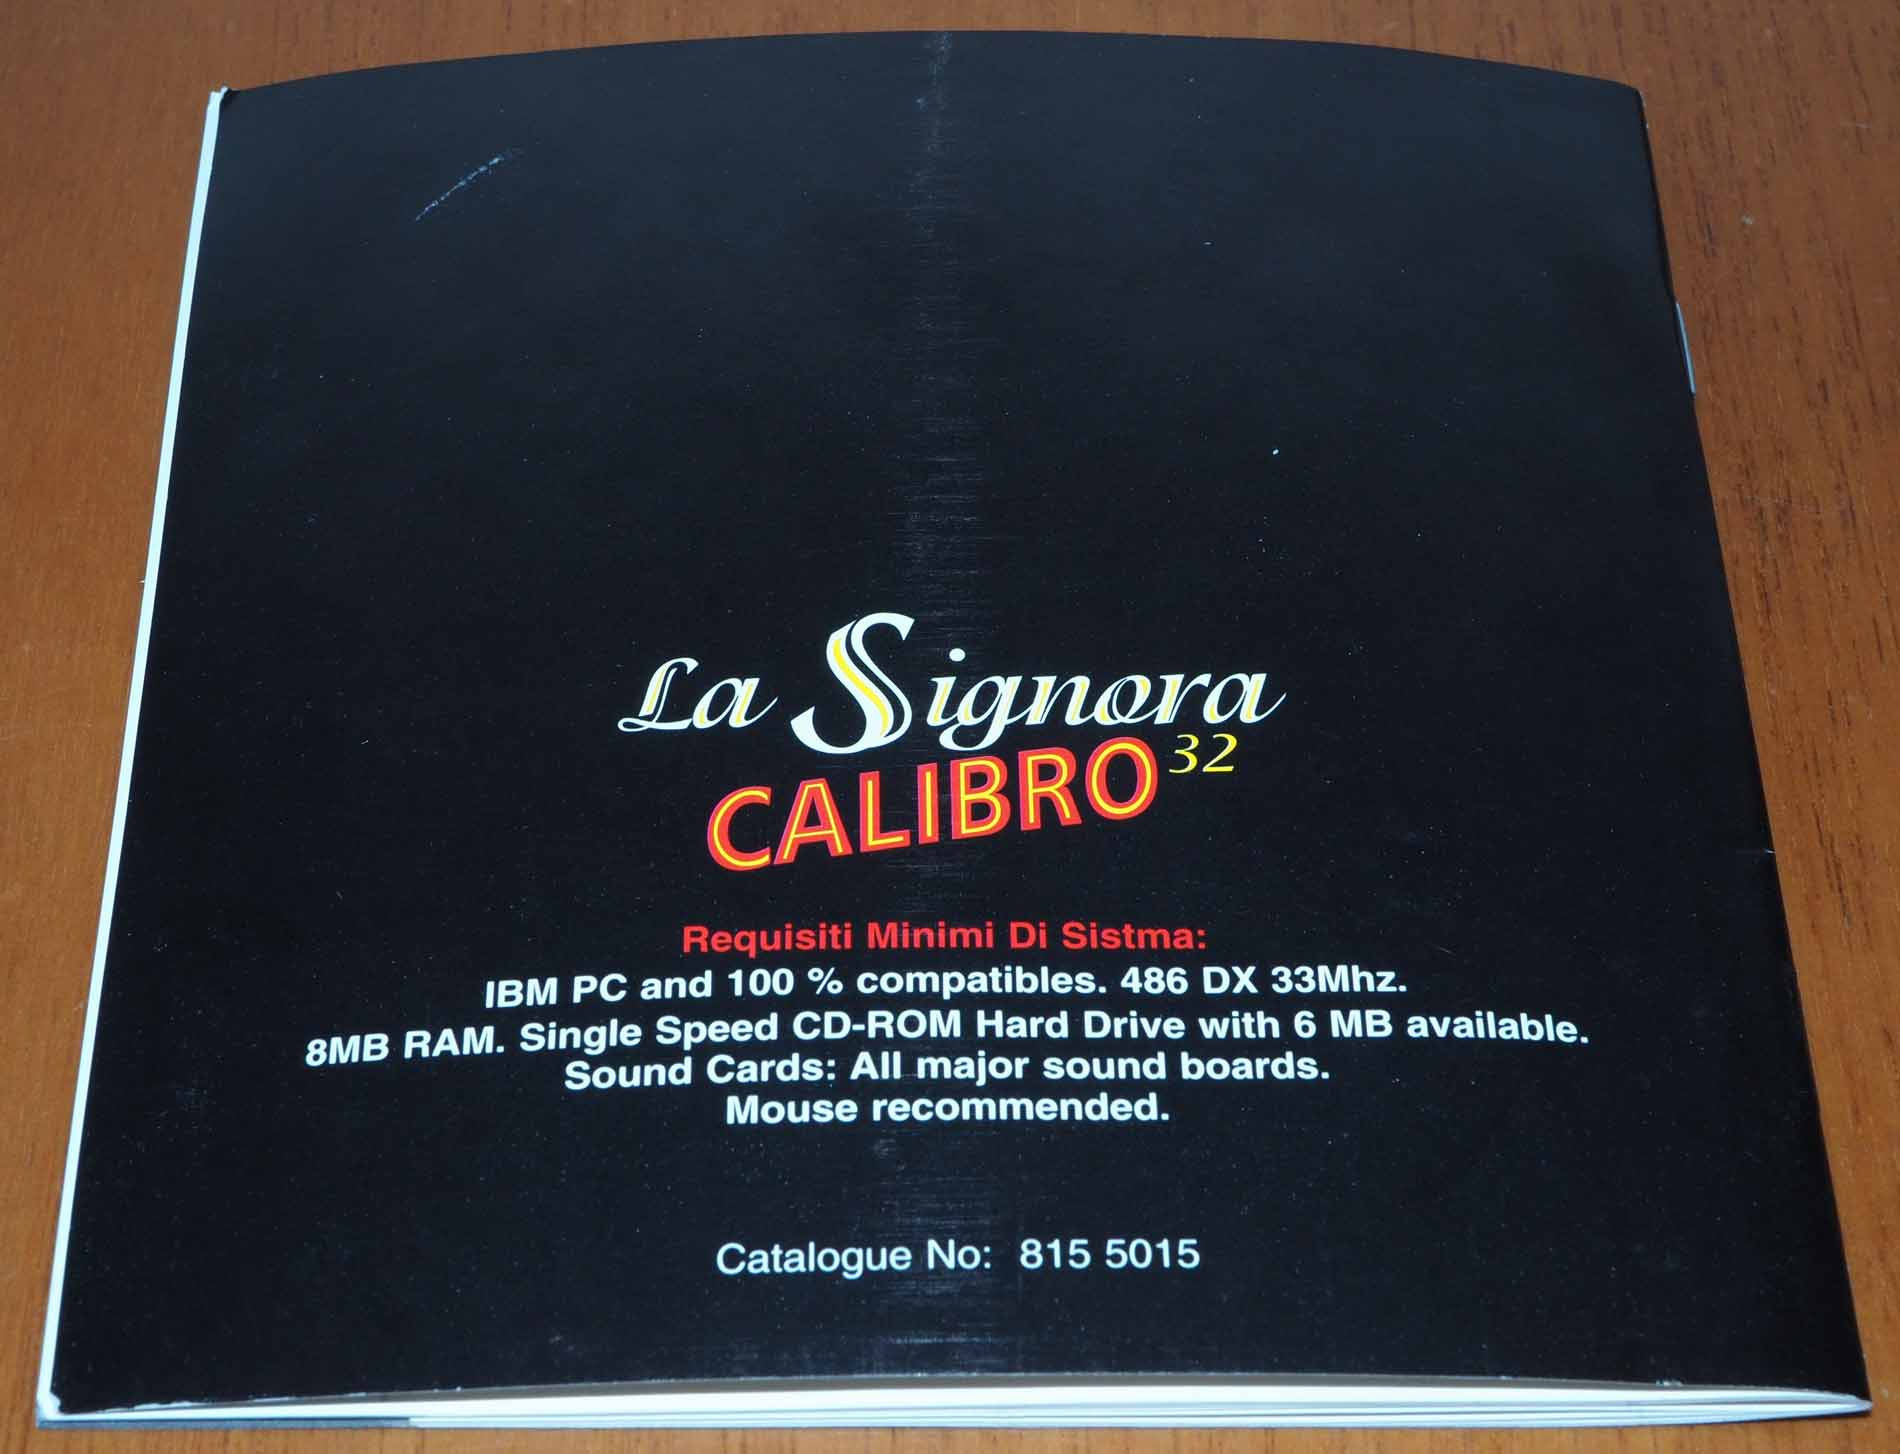 La Signora
CALIBRO 32
Requisiti Minimi Di Sistma:
IBM PC and 100 % compatibles. 486 DX 33Mhz.
8MB RAM. Single Speed CD-ROM Hard Drive with 6 MB available.
Sound Cards: All major sound boards.
Mouse recommended.
Catalogue No: 815 5015